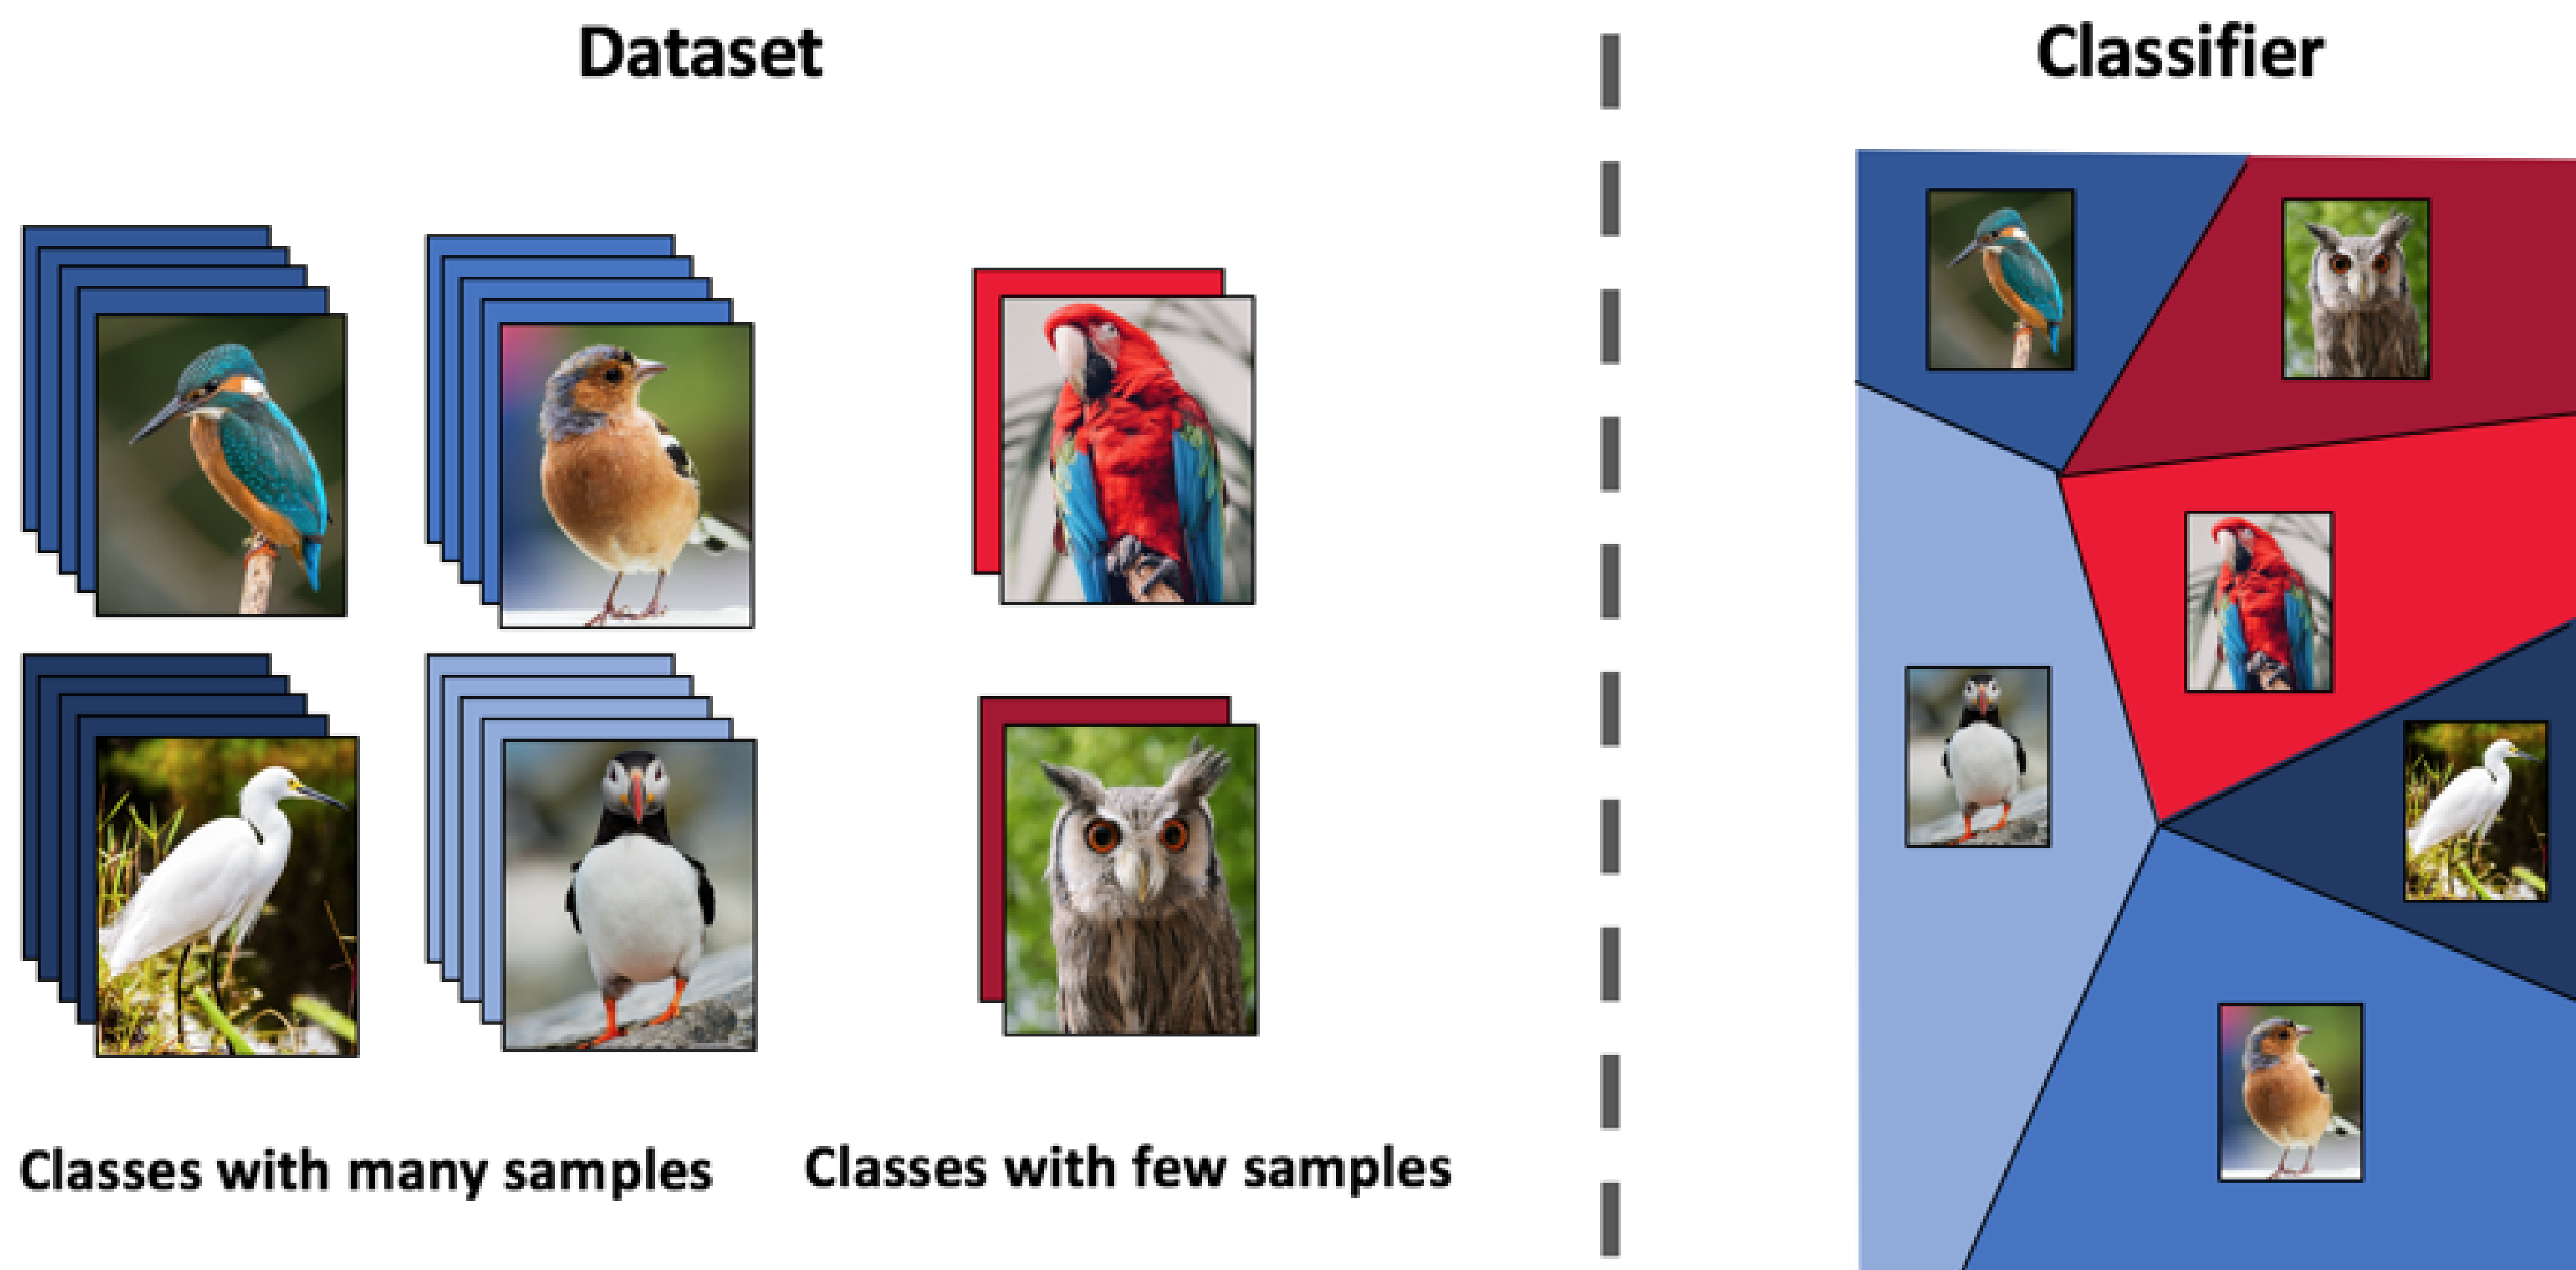 Dataset
Classifier
Classes with many samples
Classes with few samples